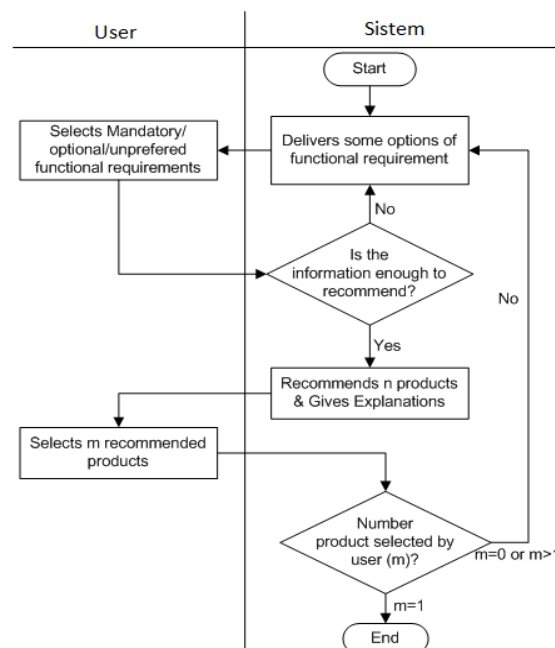 User
Sistem
Start
Selects Mandatory/
optional/unprefered
functional requirements
Delivers some options of
functional requirement
No
Is the
information enough to
recommend?
No
Yes
Recommends n products
& Gives Explanations
Selects m recommended
products
Number
product selected by
user (m)?
m=0 or m>1
m=1
End